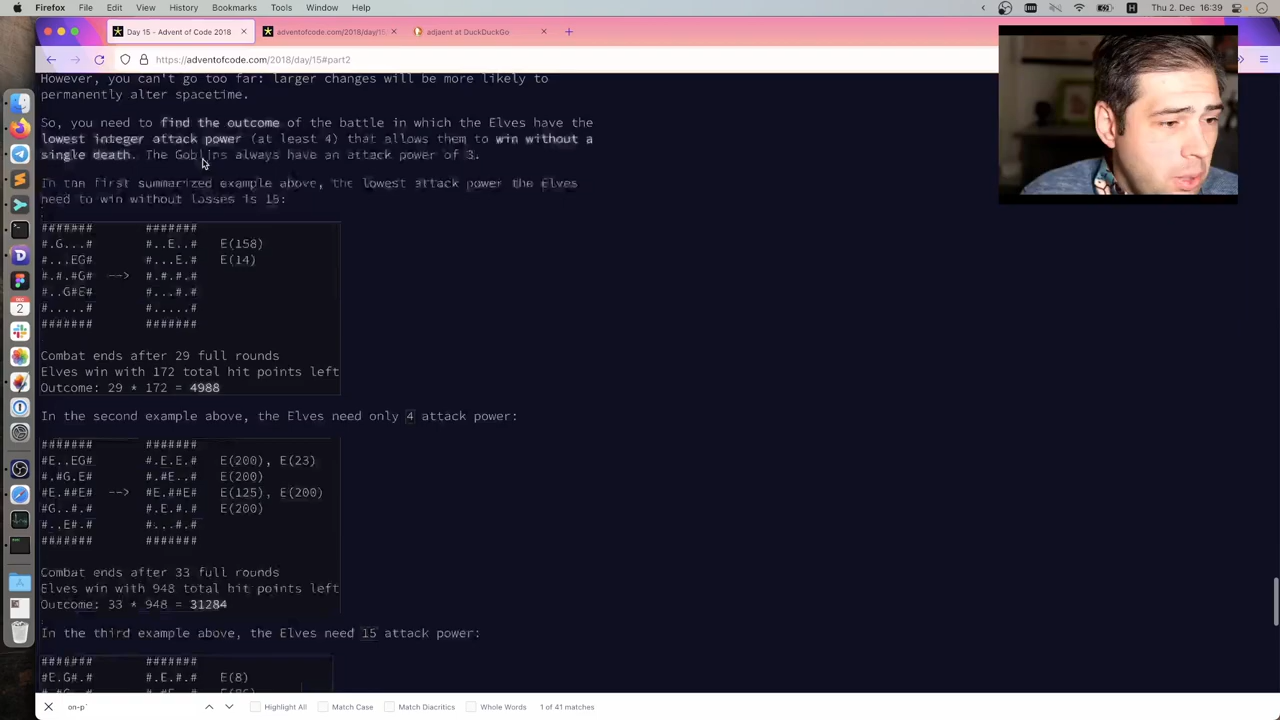 Firefox File Edit View History Bookmarks Tools Window Help
Thu 2. Dec 16:39
Day 15 - Advent of Code 2018
adventofcode.com/2018/day/15
adjaent at DuckDuckGo
https://adventofcode.com/2018/day/15#part2
However, you can't go too far: larger changes will be more likely to
permanently alter spacetime.
So, you need to find the outcome of the battle in which the Elves have the
lowest integer attack power (at least 4) that allows them to win without a
single death. The Goblins always have an attack power of 3.
In the first summarized example above, the lowest attack power the Elves
need to win without losses is 15:
####### #######
#.G...# #..E..# E(158)
#...EG# #...E.# E(14)
#.#.#G# --> #.#.#.#
#..G#E# #...#.#
#.....# #.....#
####### #######
Combat ends after 29 full rounds
Elves win with 172 total hit points left
Outcome: 29 * 172 = 4988
In the second example above, the Elves need only 4 attack power:
####### #######
#E..EG# #.E.E.# E(200), E(23)
#.#G.E# #.#E..# E(200)
#E.##E# --> #E.##E# E(125), E(200)
#G..#.# #.E.#.# E(200)
#..E#.# #...#.#
####### #######
Combat ends after 33 full rounds
Elves win with 948 total hit points left
Outcome: 33 * 948 = 31284
In the third example above, the Elves need 15 attack power:
####### #######
#E.G#.# #.E.#.# E(8)
on-p`
Highlight All Match Case Match Diacritics Whole Words 1 of 41 matches